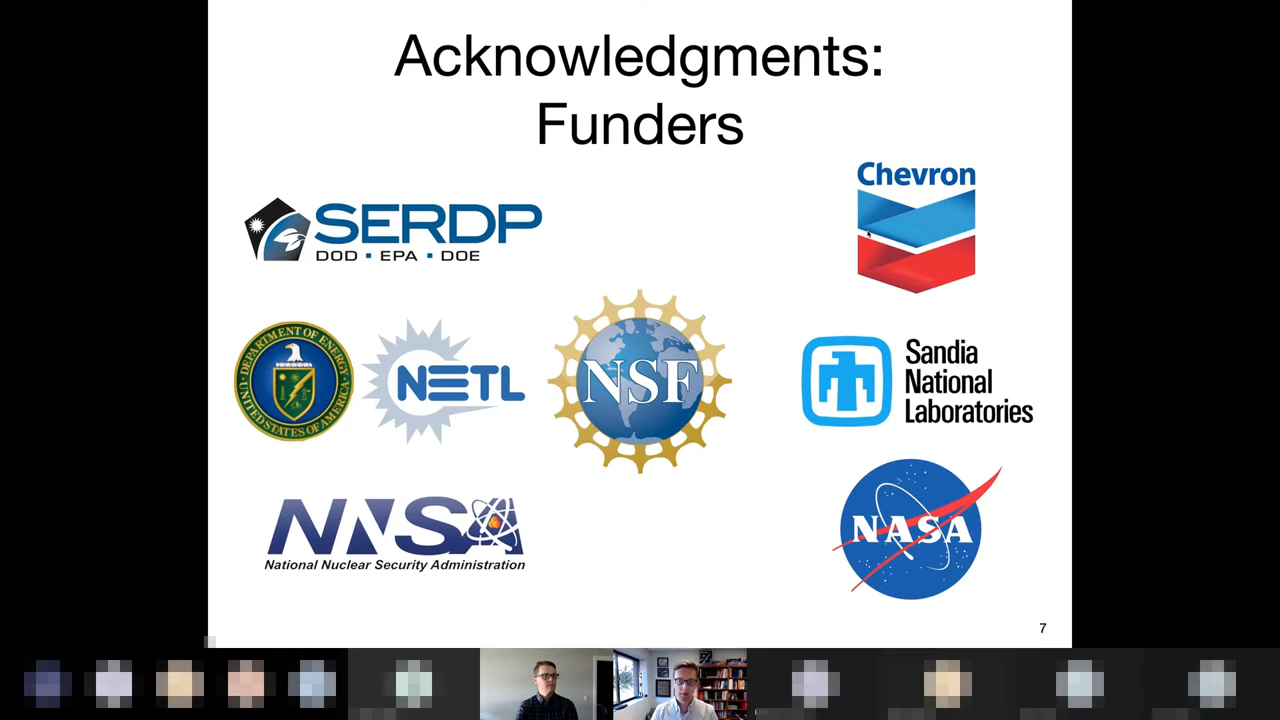 Acknowledgments:
Funders
Chevron
SERDP
DOD ▪ EPA ▪ DOE
DEPARTMENT OF ENERGY
UNITED STATES OF AMERICA
NETL
NSF
Sandia
National
Laboratories
NNSA
National Nuclear Security Administration
NASA
7